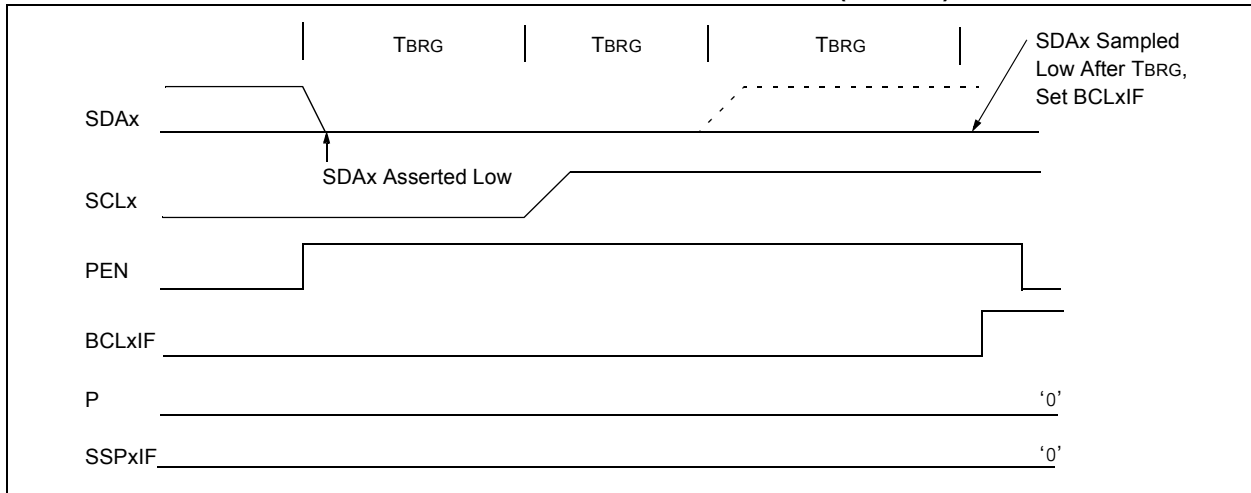 TBRG TBRG TBRG
SDAx Sampled
Low After TBRG,
Set BCLxIF
SDAx
SDAx Asserted Low
SCLx
PEN
BCLxIF
P ‘0’
SSPxIF ‘0’